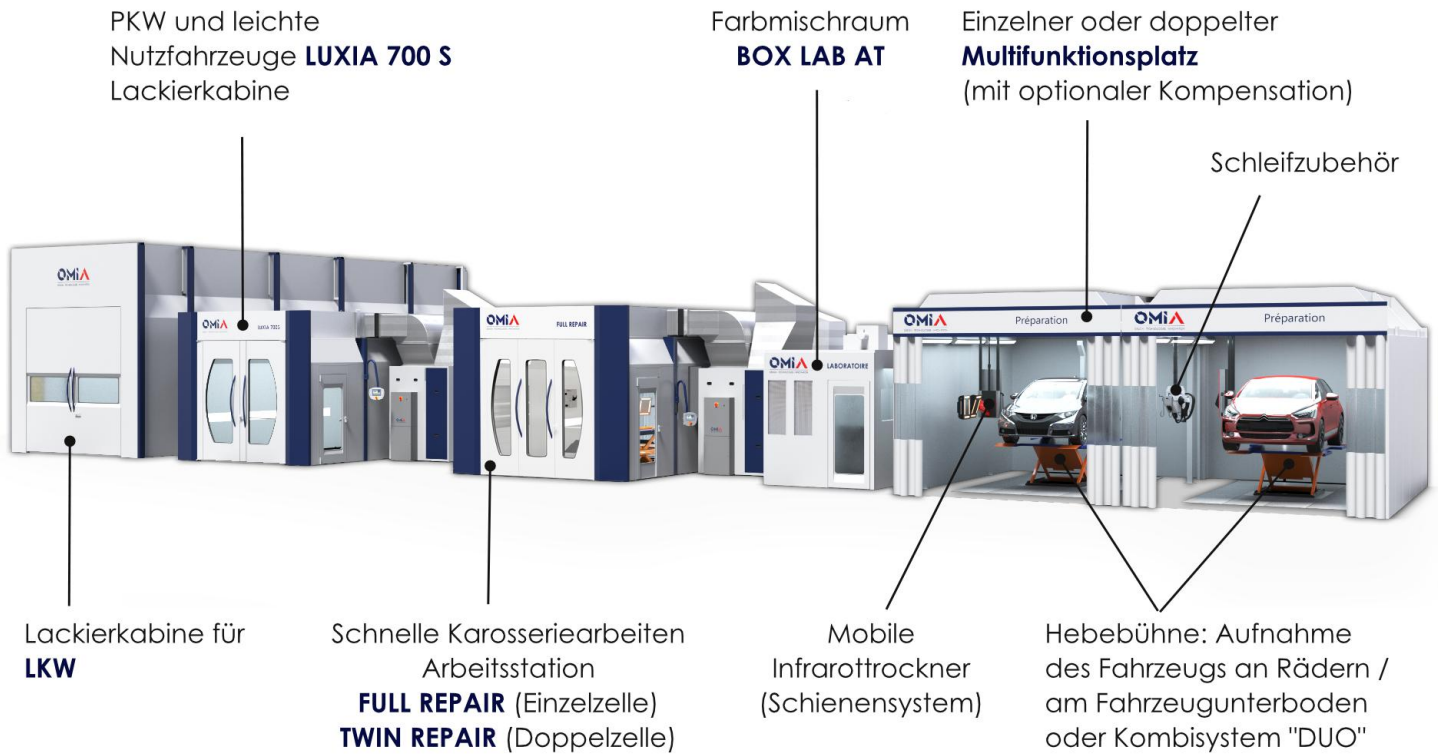 PKW und leichte
Nutzfahrzeuge LUXIA 700 S
Lackierkabine
Farbmischraum
BOX LAB AT
Einzelner oder doppelter
Multifunktionsplatz
(mit optionaler Kompensation)
Schleifzubehör
OMiA
OMiA
OMiA
FULL REPAIR
OMiA
LABORATOIRE
OMiA
Préparation
OMiA
Préparation
Lackierkabine für
LKW
Schnelle Karosseriearbeiten
Arbeitsstation
FULL REPAIR (Einzelzelle)
TWIN REPAIR (Doppelzelle)
Mobile
Infrarottrockner
(Schienensystem)
Hebebühne: Aufnahme
des Fahrzeugs an Rädern /
am Fahrzeugunterboden
oder Kombisystem "DUO"